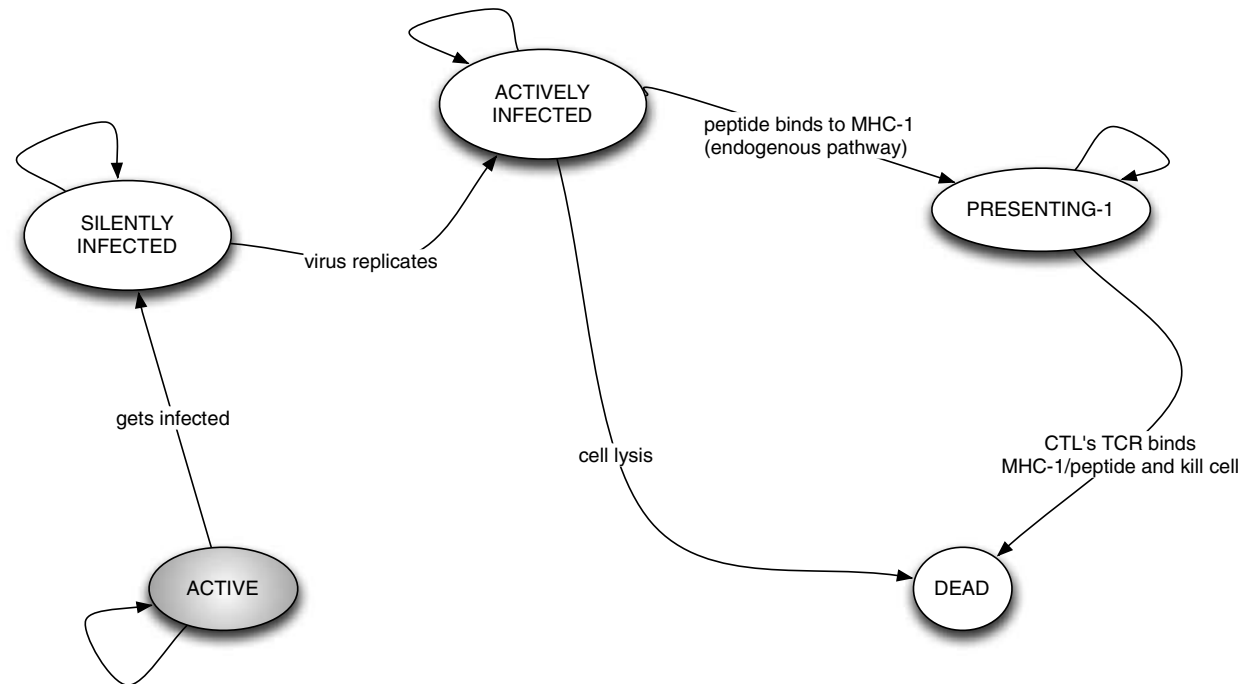 ACTIVELY
INFECTED
peptide binds to MHC-1
(endogenous pathway)
PRESENTING-1
SILENTLY
INFECTED
virus replicates
gets infected
CTL's TCR binds
MHC-1/peptide and kill cell
cell lysis
ACTIVE
DEAD